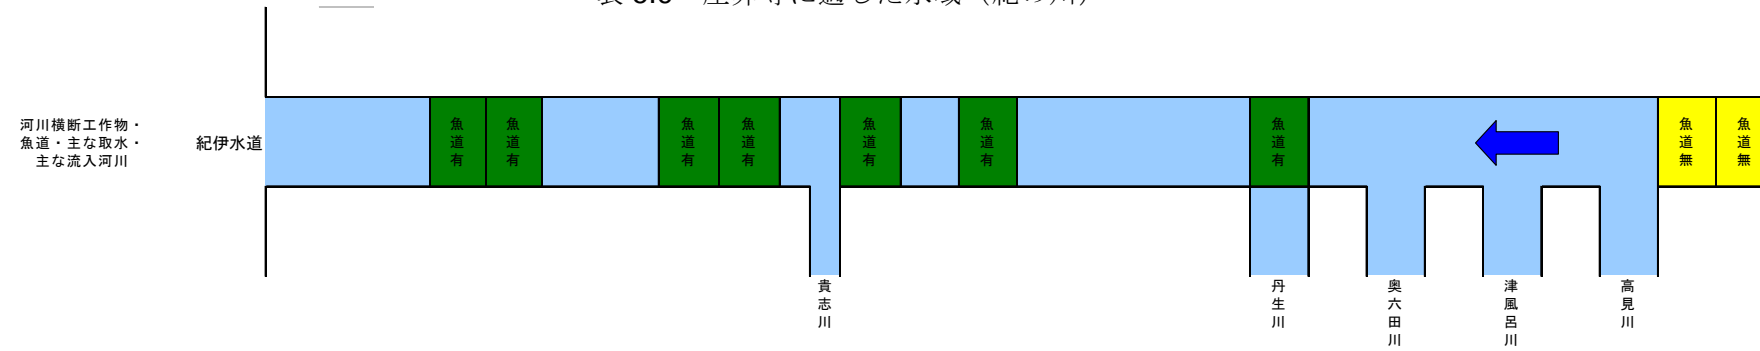 河川横断工作物・
魚道・主な取水・
主な流入河川
紀伊水道
魚道有
魚道有
魚道有
魚道有
魚道有
魚道有
魚道有
魚道無
魚道無
貴志川
丹生川
奥六田川
津風呂川
高見川